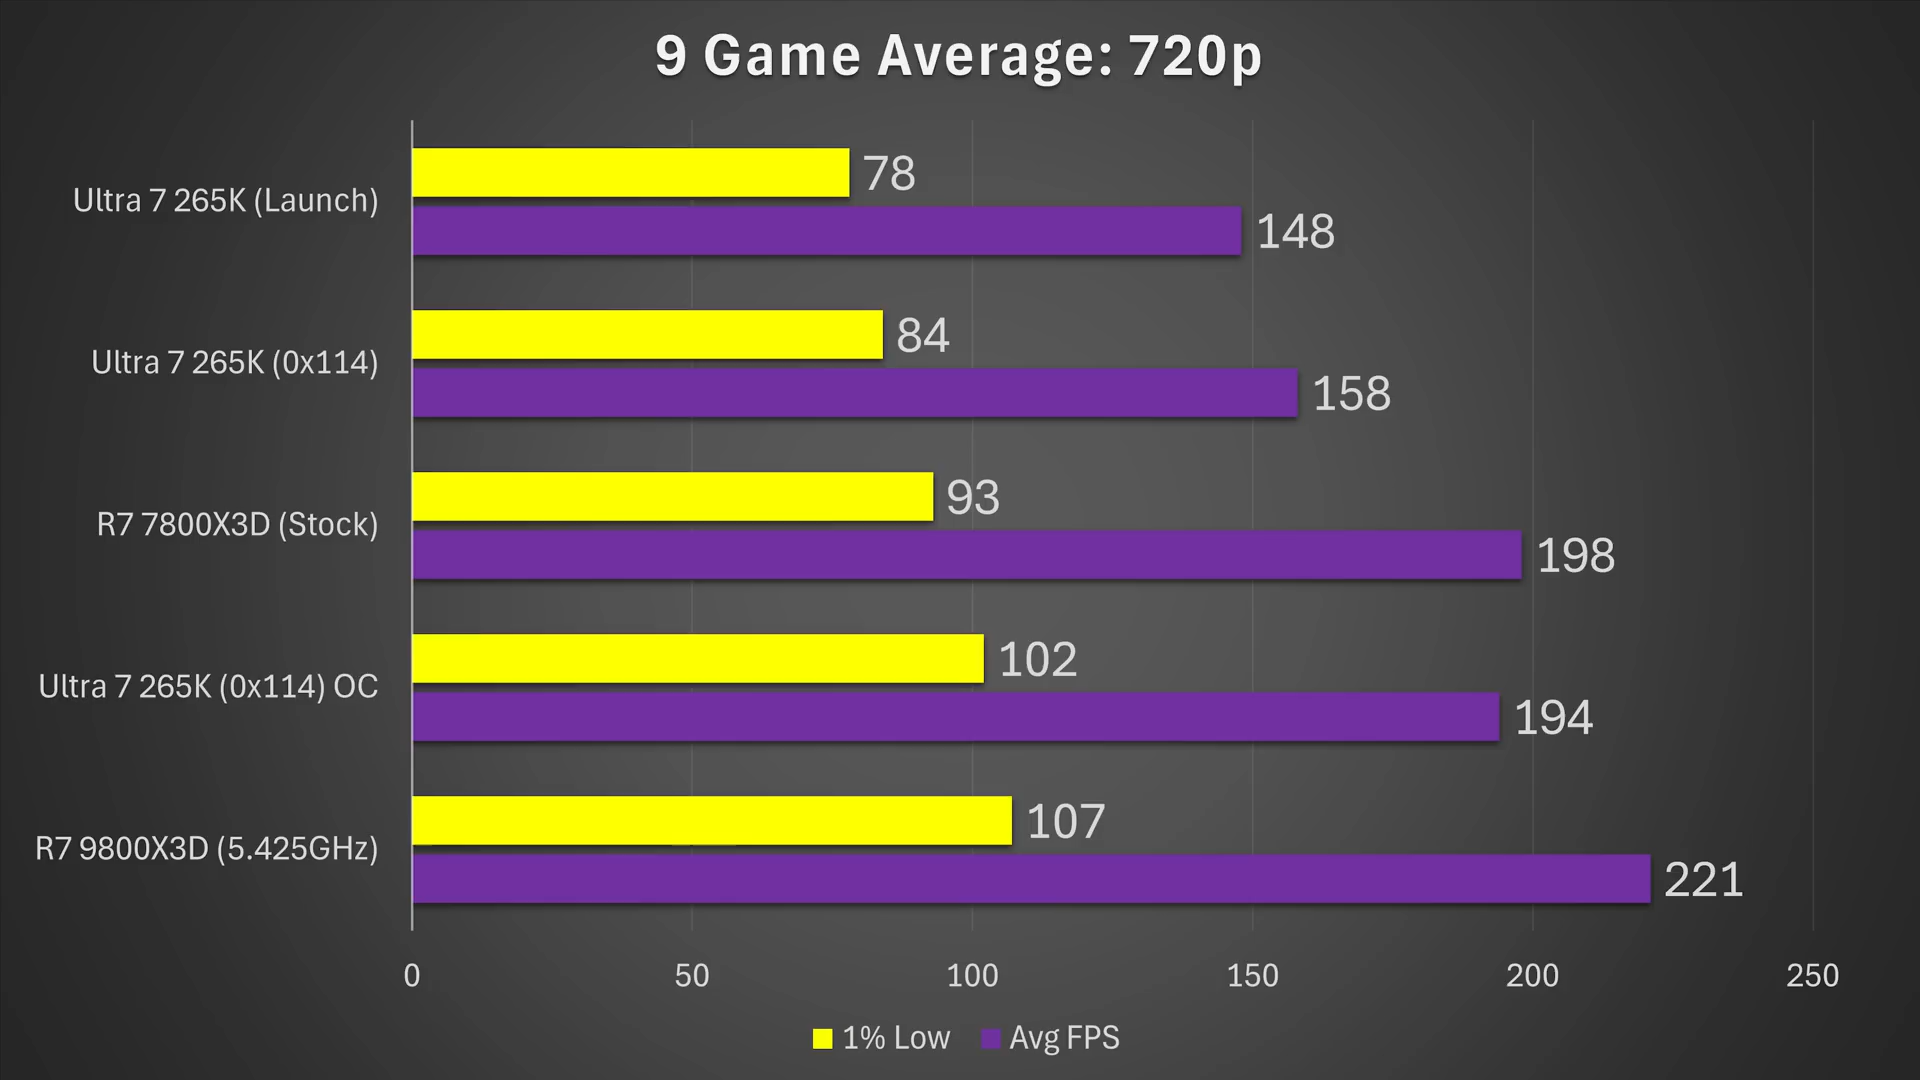 9 Game Average: 720p
Ultra 7 265K (Launch)
78
148
Ultra 7 265K (0x114)
84
158
R7 7800X3D (Stock)
93
198
Ultra 7 265K (0x114) OC
102
194
R7 9800X3D (5.425GHz)
107
221
0 50 100 150 200 250
1% Low Avg FPS